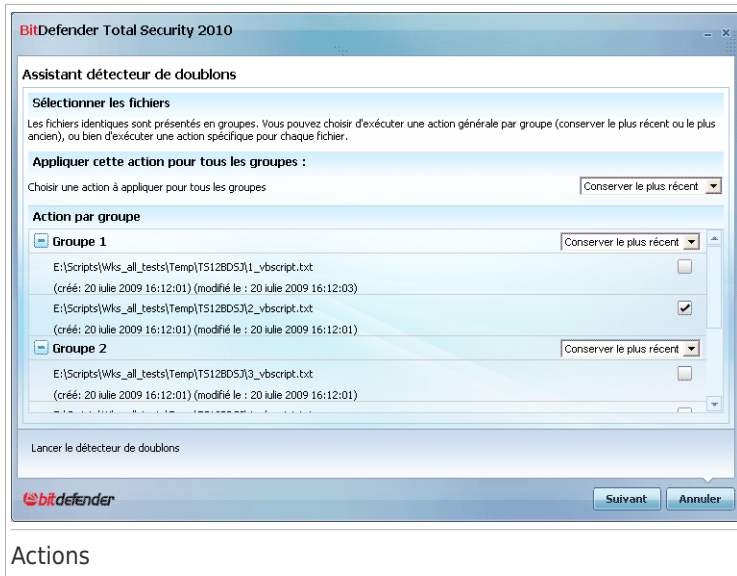 BitDefender Total Security 2010
Assistant détecteur de doublons
Sélectionner les fichiers
Les fichiers identiques sont présentés en groupes. Vous pouvez choisir d'exécuter une action générale par groupe (conserver le plus récent ou le plus
ancien), ou bien d'exécuter une action spécifique pour chaque fichier.
Appliquer cette action pour tous les groupes :
Choisir une action à appliquer pour tous les groupes
Conserver le plus récent
Action par groupe
Groupe 1
Conserver le plus récent
E:\Scripts\Wks_all_tests\Temp\TS12BDSJ\1_vbscript.txt
(créé: 20 iulie 2009 16:12:01) (modifié le : 20 iulie 2009 16:12:03)
E:\Scripts\Wks_all_tests\Temp\TS12BDSJ\2_vbscript.txt
(créé: 20 iulie 2009 16:12:01) (modifié le : 20 iulie 2009 16:12:01)
Groupe 2
Conserver le plus récent
E:\Scripts\Wks_all_tests\Temp\TS12BDSJ\3_vbscript.txt
(créé: 20 iulie 2009 16:12:01) (modifié le : 20 iulie 2009 16:12:01)
Lancer le détecteur de doublons
bitdefender
Suivant
Annuler
Actions